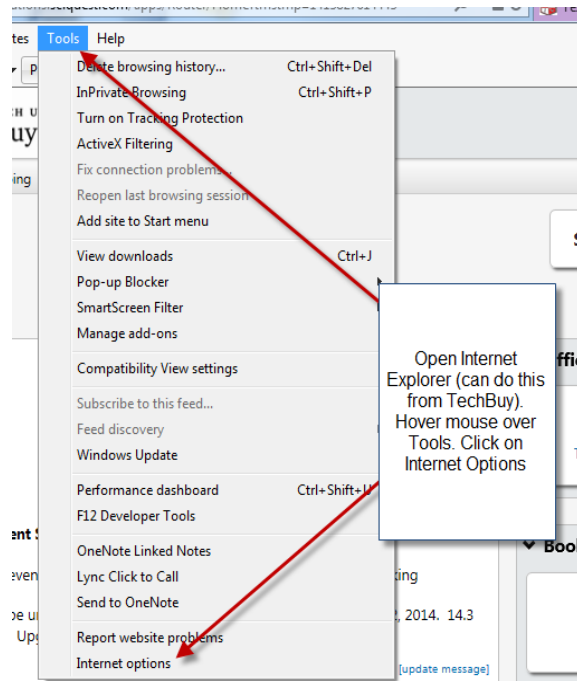 Tools Help
Delete browsing history... Ctrl+Shift+Del
InPrivate Browsing Ctrl+Shift+P
Turn on Tracking Protection
ActiveX Filtering
Fix connection problems...
Reopen last browsing session
Add site to Start menu
View downloads Ctrl+J
Pop-up Blocker
SmartScreen Filter
Manage add-ons
Compatibility View settings
Subscribe to this feed...
Feed discovery
Windows Update
Performance dashboard Ctrl+Shift+U
F12 Developer Tools
OneNote Linked Notes
Lync Click to Call
Send to OneNote
Report website problems
Internet options
Open Internet
Explorer (can do this
from TechBuy).
Hover mouse over
Tools. Click on
Internet Options
, 2014. 14.3
[update message]